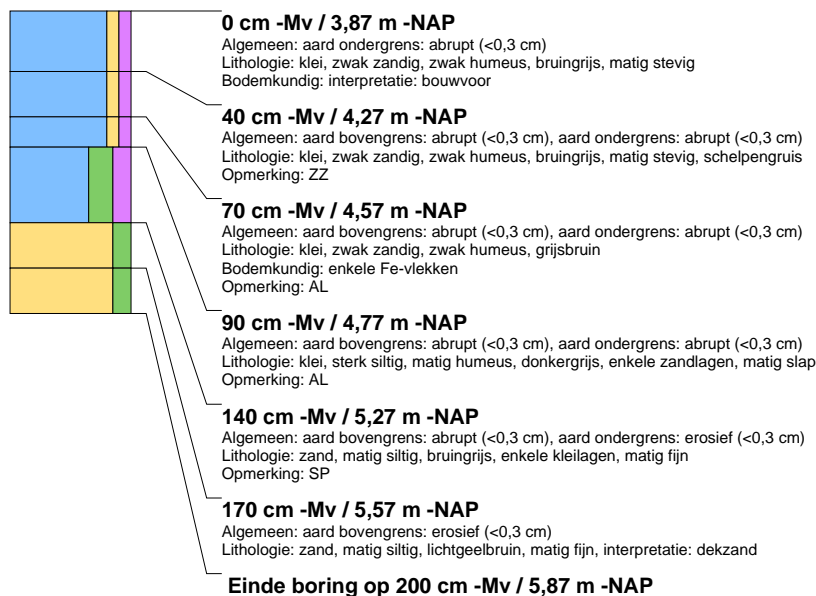 0 cm -Mv / 3,87 m -NAP
Algemeen: aard ondergrens: abrupt (<0,3 cm)
Lithologie: klei, zwak zandig, zwak humeus, bruingrijs, matig stevig
Bodemkundig: interpretatie: bouwvoor
40 cm -Mv / 4,27 m -NAP
Algemeen: aard bovengrens: abrupt (<0,3 cm), aard ondergrens: abrupt (<0,3 cm)
Lithologie: klei, zwak zandig, zwak humeus, bruingrijs, matig stevig, schelpengruis
Opmerking: ZZ
70 cm -Mv / 4,57 m -NAP
Algemeen: aard bovengrens: abrupt (<0,3 cm), aard ondergrens: abrupt (<0,3 cm)
Lithologie: klei, zwak zandig, zwak humeus, grijsbruin
Bodemkundig: enkele Fe-vlekken
Opmerking: AL
90 cm -Mv / 4,77 m -NAP
Algemeen: aard bovengrens: abrupt (<0,3 cm), aard ondergrens: abrupt (<0,3 cm)
Lithologie: klei, sterk siltig, matig humeus, donkergrijs, enkele zandlagen, matig slap
Opmerking: AL
140 cm -Mv / 5,27 m -NAP
Algemeen: aard bovengrens: abrupt (<0,3 cm), aard ondergrens: erosief (<0,3 cm)
Lithologie: zand, matig siltig, bruingrijs, enkele kleilagen, matig fijn
Opmerking: SP
170 cm -Mv / 5,57 m -NAP
Algemeen: aard bovengrens: erosief (<0,3 cm)
Lithologie: zand, matig siltig, lichtgeelbruin, matig fijn, interpretatie: dekzand
Einde boring op 200 cm -Mv / 5,87 m -NAP